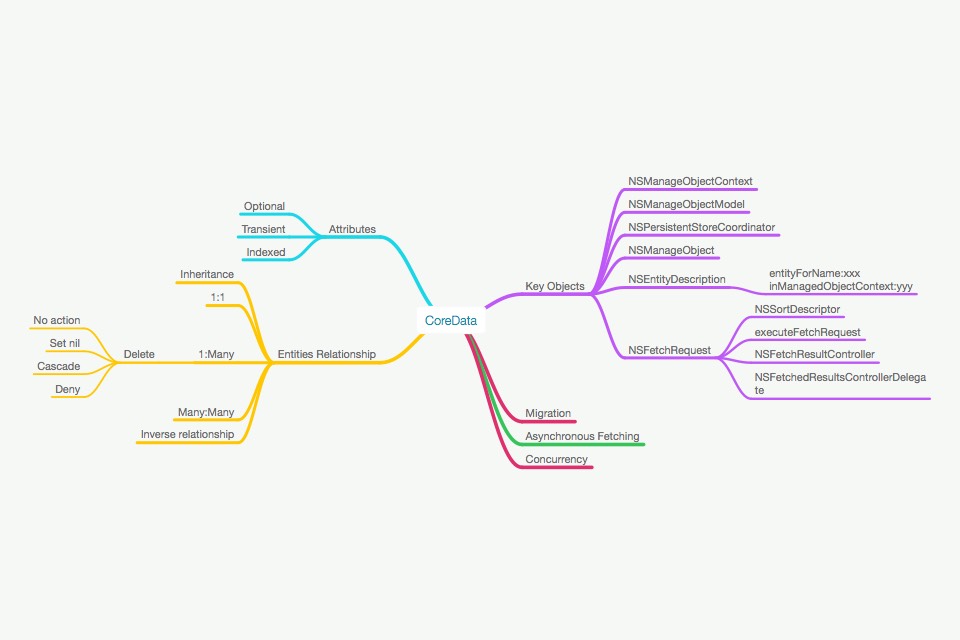 CoreData
Attributes
Optional
Transient
Indexed
Entities Relationship
Inheritance
1:1
1:Many
Delete
No action
Set nil
Cascade
Deny
Many:Many
Inverse relationship
Key Objects
NSManageObjectContext
NSManageObjectModel
NSPersistentStoreCoordinator
NSManageObject
NSEntityDescription
entityForName:xxx
inManagedObjectContext:yyy
NSFetchRequest
NSSortDescriptor
executeFetchRequest
NSFetchResultController
NSFetchedResultsControllerDelega
te
Migration
Asynchronous Fetching
Concurrency